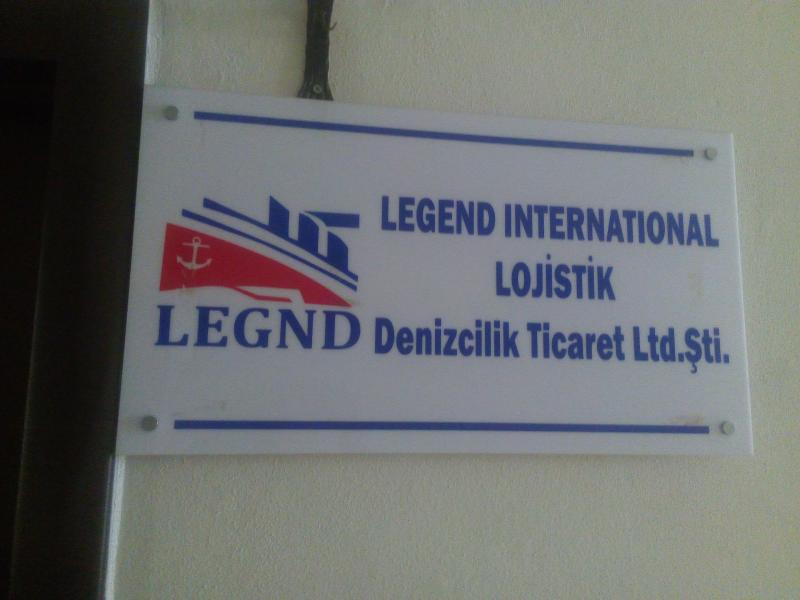 LEGEND INTERNATIONAL
LOJİSTİK
LEGND
Denizcilik Ticaret Ltd.Şti.